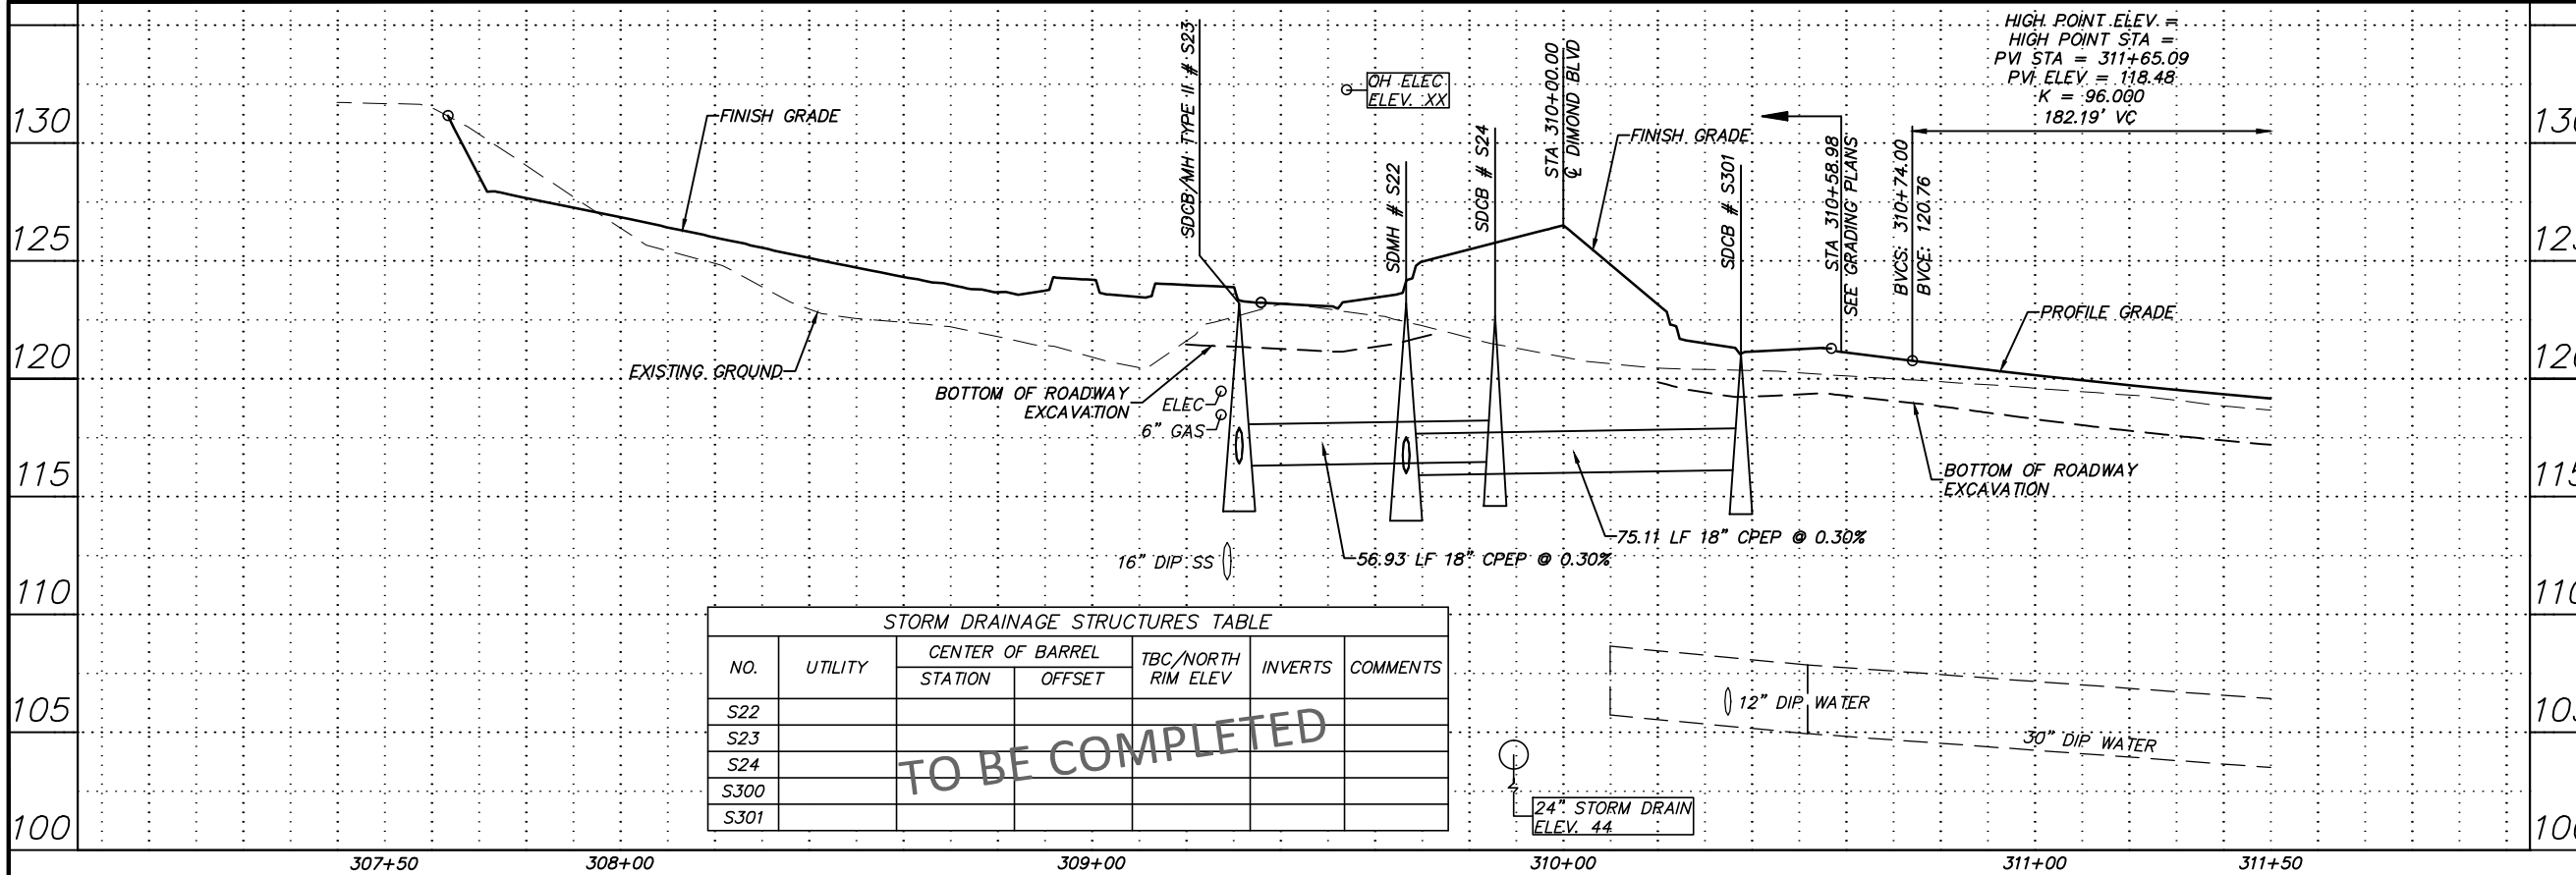 HIGH POINT ELEV =
HIGH POINT STA =
PVI STA = 311+65.09
PVI ELEV = 118.48
K = 96.000
182.19' VC
SDCB/MH TYPE II # S23
OH ELEC
ELEV. XX
STA 310+00.00
℄ DIMOND BLVD
130
FINISH GRADE
SDMH # S22
SDCB # S24
FINISH GRADE
SDCB # S301
STA 310+58.98
SEE GRADING PLANS
BVCS: 310+74.00
BVCE: 120.76
125
PROFILE GRADE
120
EXISTING GROUND
BOTTOM OF ROADWAY
EXCAVATION
ELEC
6" GAS
115
BOTTOM OF ROADWAY
EXCAVATION
75.11 LF 18" CPEP @ 0.30%
16" DIP SS
56.93 LF 18" CPEP @ 0.30%
110
STORM DRAINAGE STRUCTURES TABLE
NO.
UTILITY
CENTER OF BARREL
STATION
OFFSET
TBC/NORTH
RIM ELEV
INVERTS
COMMENTS
S22
S23
S24
S300
S301
TO BE COMPLETED
105
12" DIP WATER
30" DIP WATER
24" STORM DRAIN
ELEV. 44
100
307+50
308+00
309+00
310+00
311+00
311+50